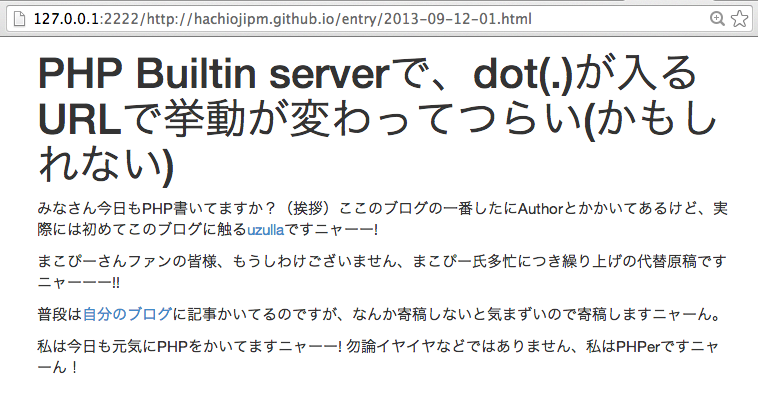 127.0.0.1:2222/http://hachiojipm.github.io/entry/2013-09-12-01.html
PHP Builtin serverで、dot(.)が入る
URLで挙動が変わってつらい(かもし
れない)
みなさん今日もPHP書いてますか？（挨拶）ここのブログの一番したにAuthorとかかいてあるけど、実
際には初めてこのブログに触るuzullaですニャーー!
まこぴーさんファンの皆様、もうしわけございません、まこぴー氏多忙につき繰り上げの代替原稿です
ニャーーー!!
普段は自分のブログに記事かいてるのですが、なんか寄稿しないと気まずいので寄稿しますニャーん。
私は今日も元気にPHPをかいてますニャーー! 勿論イヤイヤなどではありません、私はPHPerですニャ
ーん！